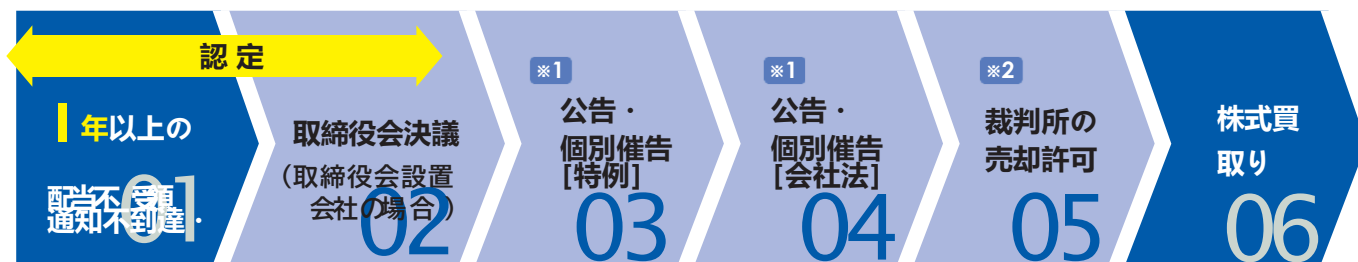 認 定
1 年以上の
通知不到達・
配当不受領
01
取締役会決議
（取締役会設置
会社の場合）
02
※1
公告・
個別催告
[特例]
03
※1
公告・
個別催告
[会社法]
04
※2
裁判所の
売却許可
05
株式買
取り
06